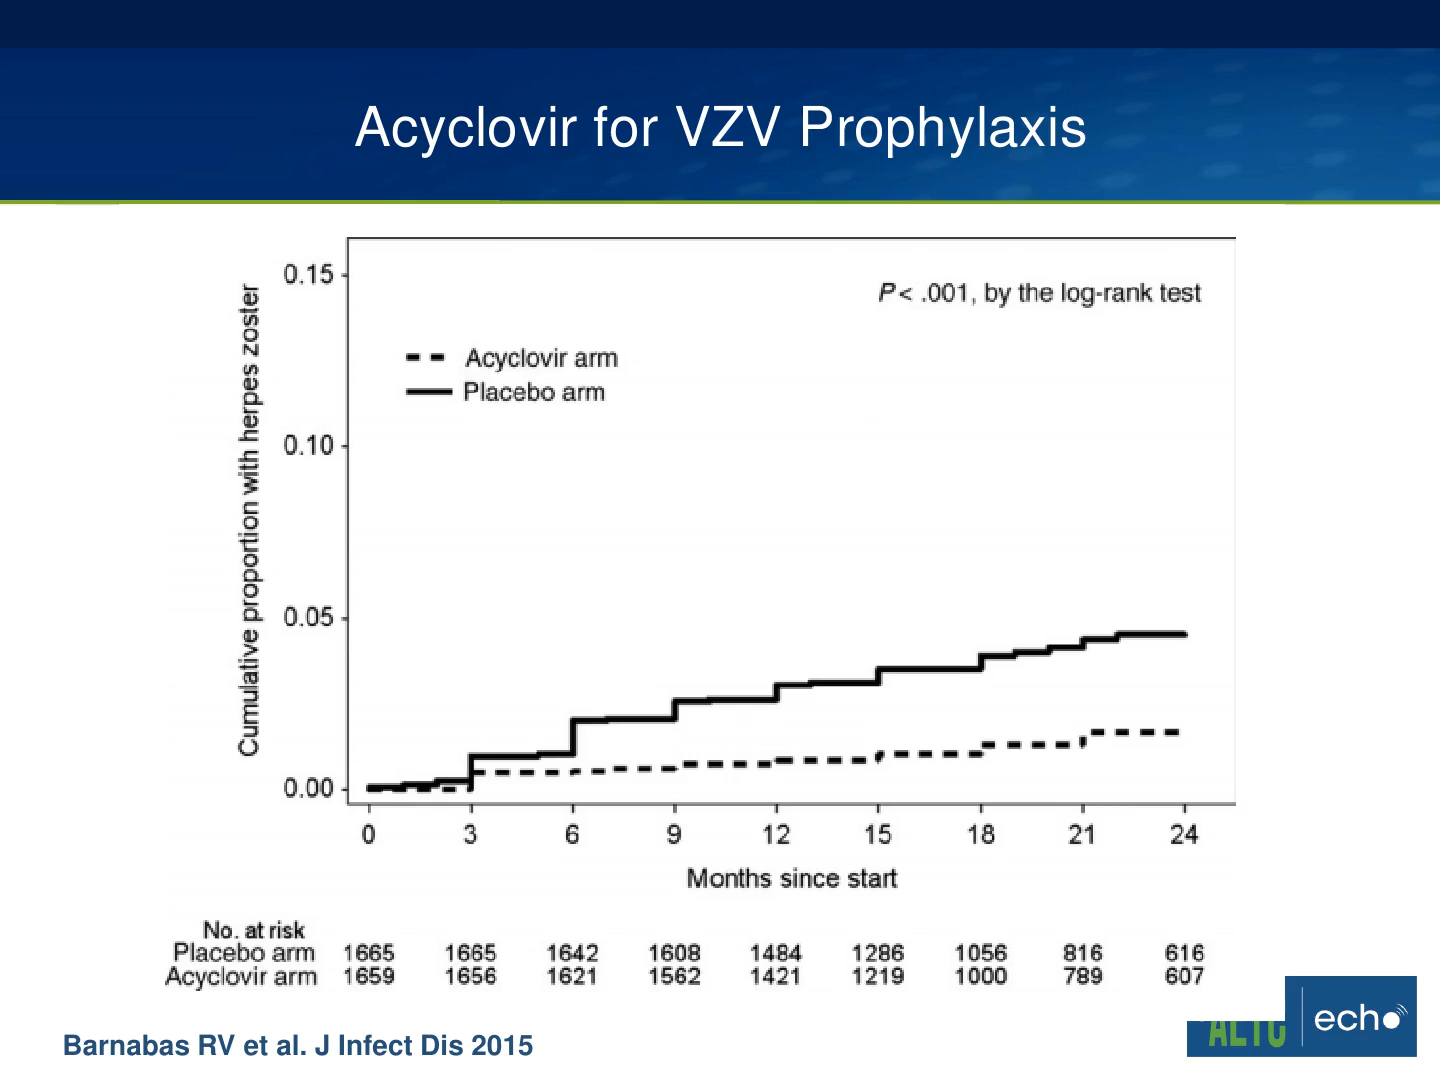 Acyclovir for VZV Prophylaxis
Cumulative proportion with herpes zoster
0.15
0.10
0.05
0.00
P < .001, by the log-rank test
Acyclovir arm
Placebo arm
0 3 6 9 12 15 18 21 24
Months since start
No. at risk
Placebo arm 1665 1665 1642 1608 1484 1286 1056 816 616
Acyclovir arm 1659 1656 1621 1562 1421 1219 1000 789 607
Barnabas RV et al. J Infect Dis 2015
echo